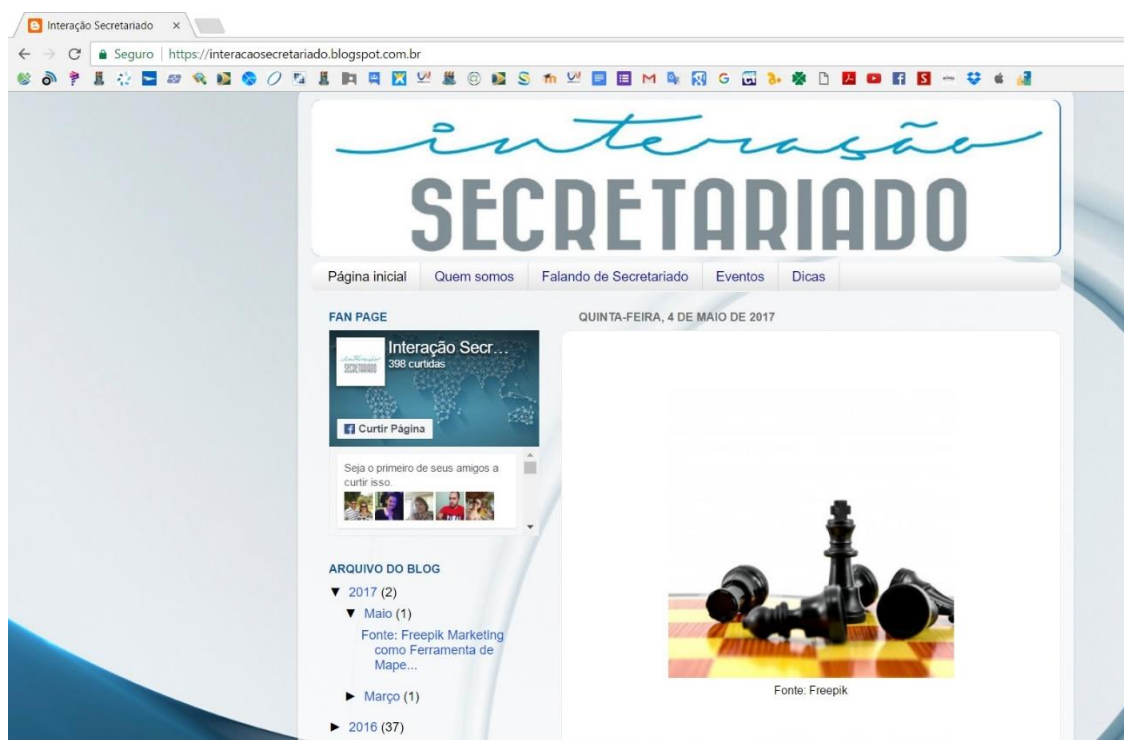 Interação Secretariado
Seguro | https://interacaosecretariado.blogspot.com.br
interação
SECRETARIADO
Página inicial Quem somos Falando de Secretariado Eventos Dicas
FAN PAGE
Interação Secr...
398 curtidas
Curtir Página
Seja o primeiro de seus amigos a
curtir isso.
ARQUIVO DO BLOG
▼ 2017 (2)
▼ Maio (1)
Fonte: Freepik Marketing
como Ferramenta de
Mape...
► Março (1)
► 2016 (37)
QUINTA-FEIRA, 4 DE MAIO DE 2017
Fonte: Freepik